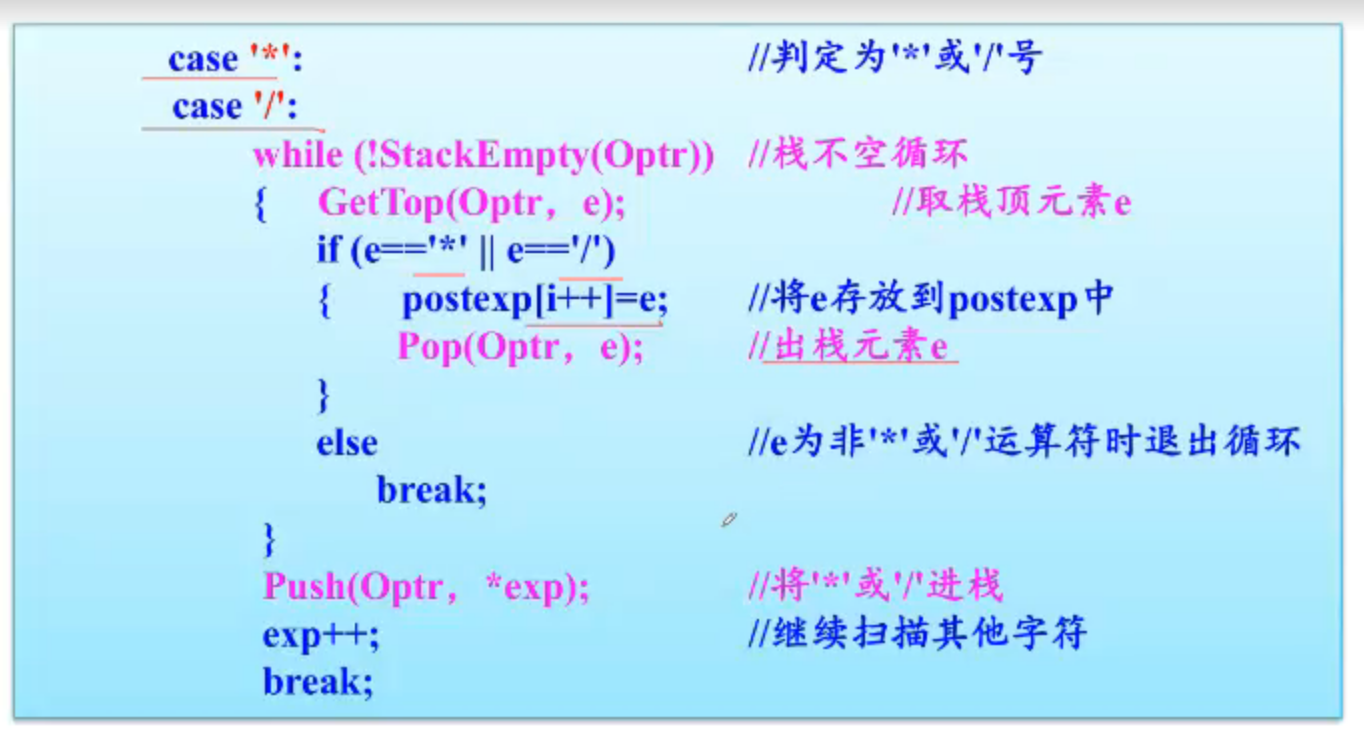 case '*': //判定为'*'或'/'号
case '/':
while (!StackEmpty(Optr)) //栈不空循环
{ GetTop(Optr, e); //取栈顶元素e
if (e=='*' || e=='/')
{ postexp[i++]=e; //将e存放到postexp中
Pop(Optr, e); //出栈元素e
}
else //e为非'*'或'/'运算符时退出循环
break;
}
Push(Optr, *exp); //将'*'或'/'进栈
exp++; //继续扫描其他字符
break;